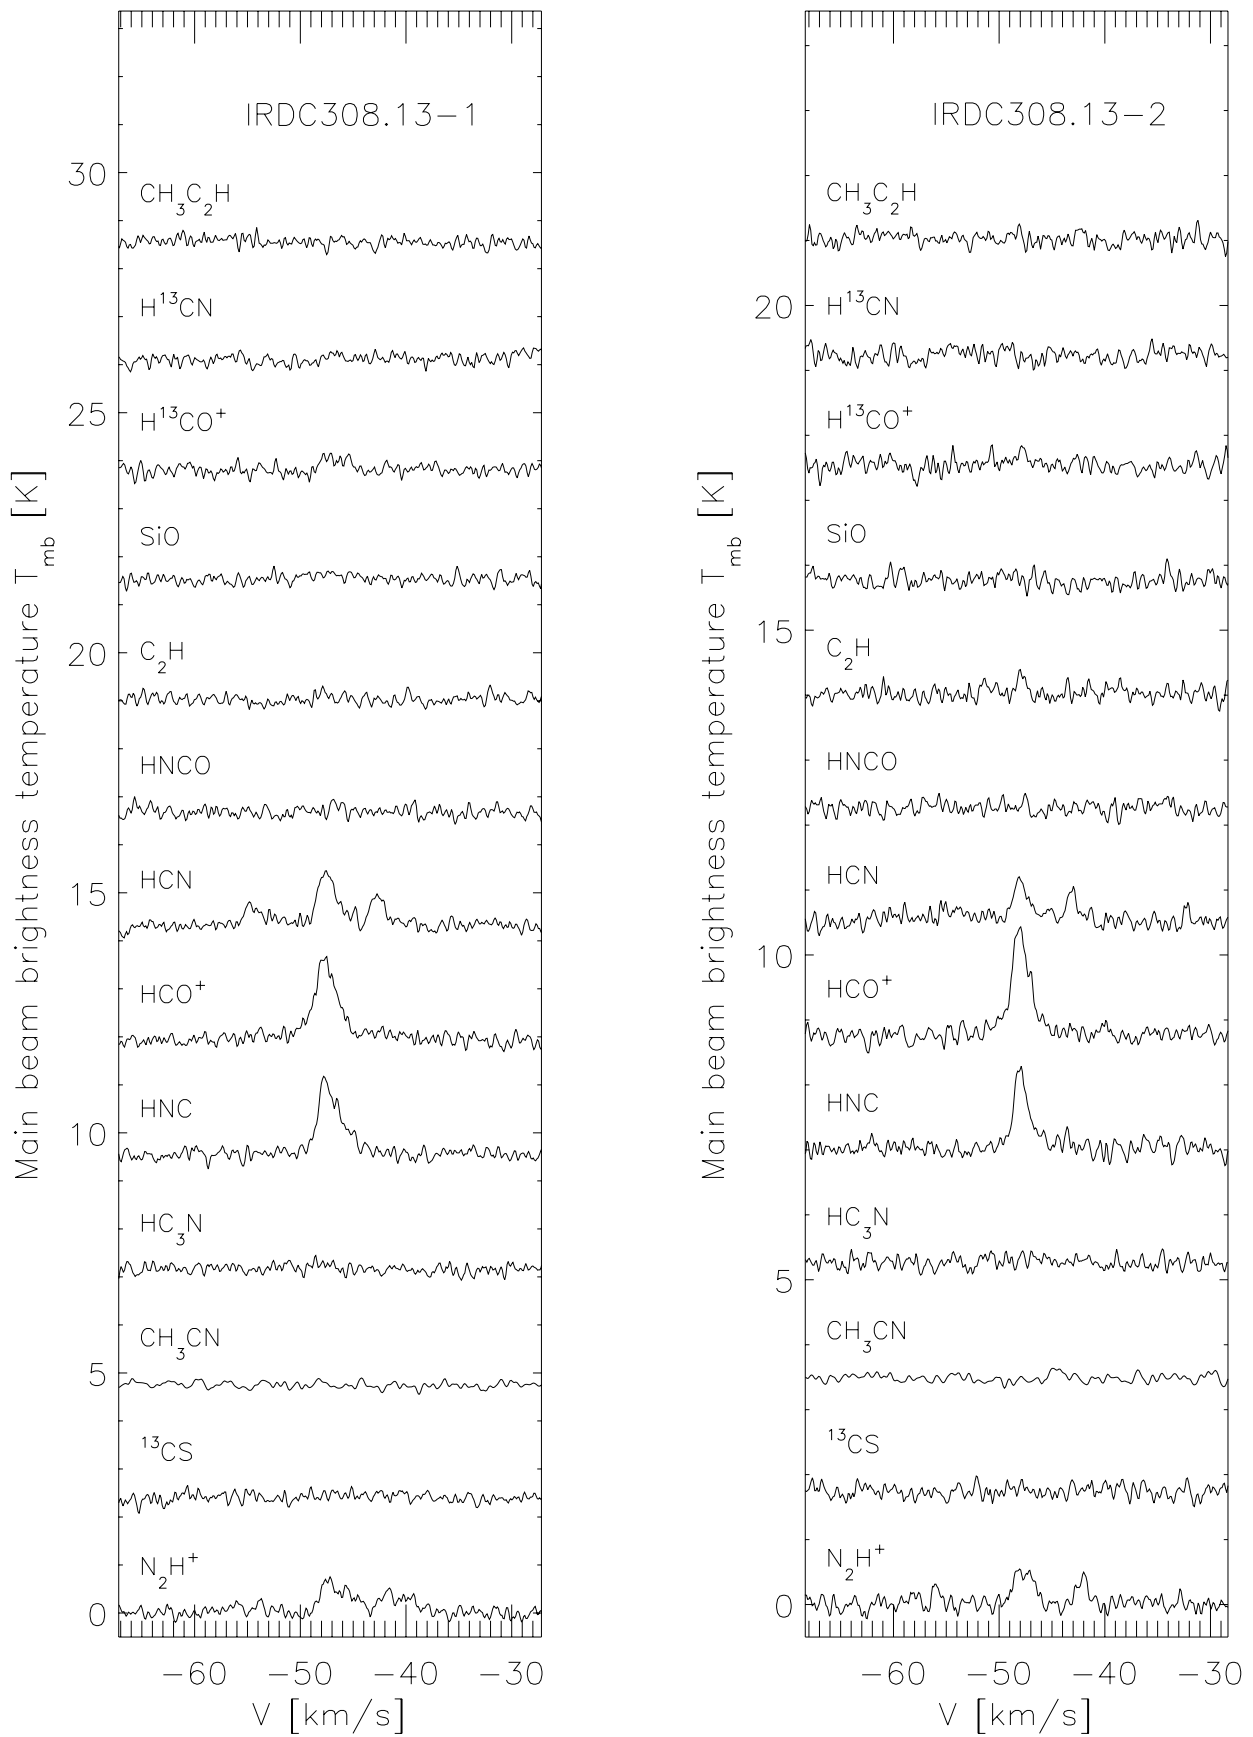 IRDC308.13−1
CH₃C₂H
H¹³CN
H¹³CO⁺
SiO
C₂H
HNCO
HCN
HCO⁺
HNC
HC₃N
CH₃CN
¹³CS
N₂H⁺
30
25
20
15
10
5
0
Main beam brightness temperature T_mb [K]
−60 −50 −40 −30
V [km/s]
IRDC308.13−2
CH₃C₂H
H¹³CN
H¹³CO⁺
SiO
C₂H
HNCO
HCN
HCO⁺
HNC
HC₃N
CH₃CN
¹³CS
N₂H⁺
20
15
10
5
0
Main beam brightness temperature T_mb [K]
−60 −50 −40 −30
V [km/s]